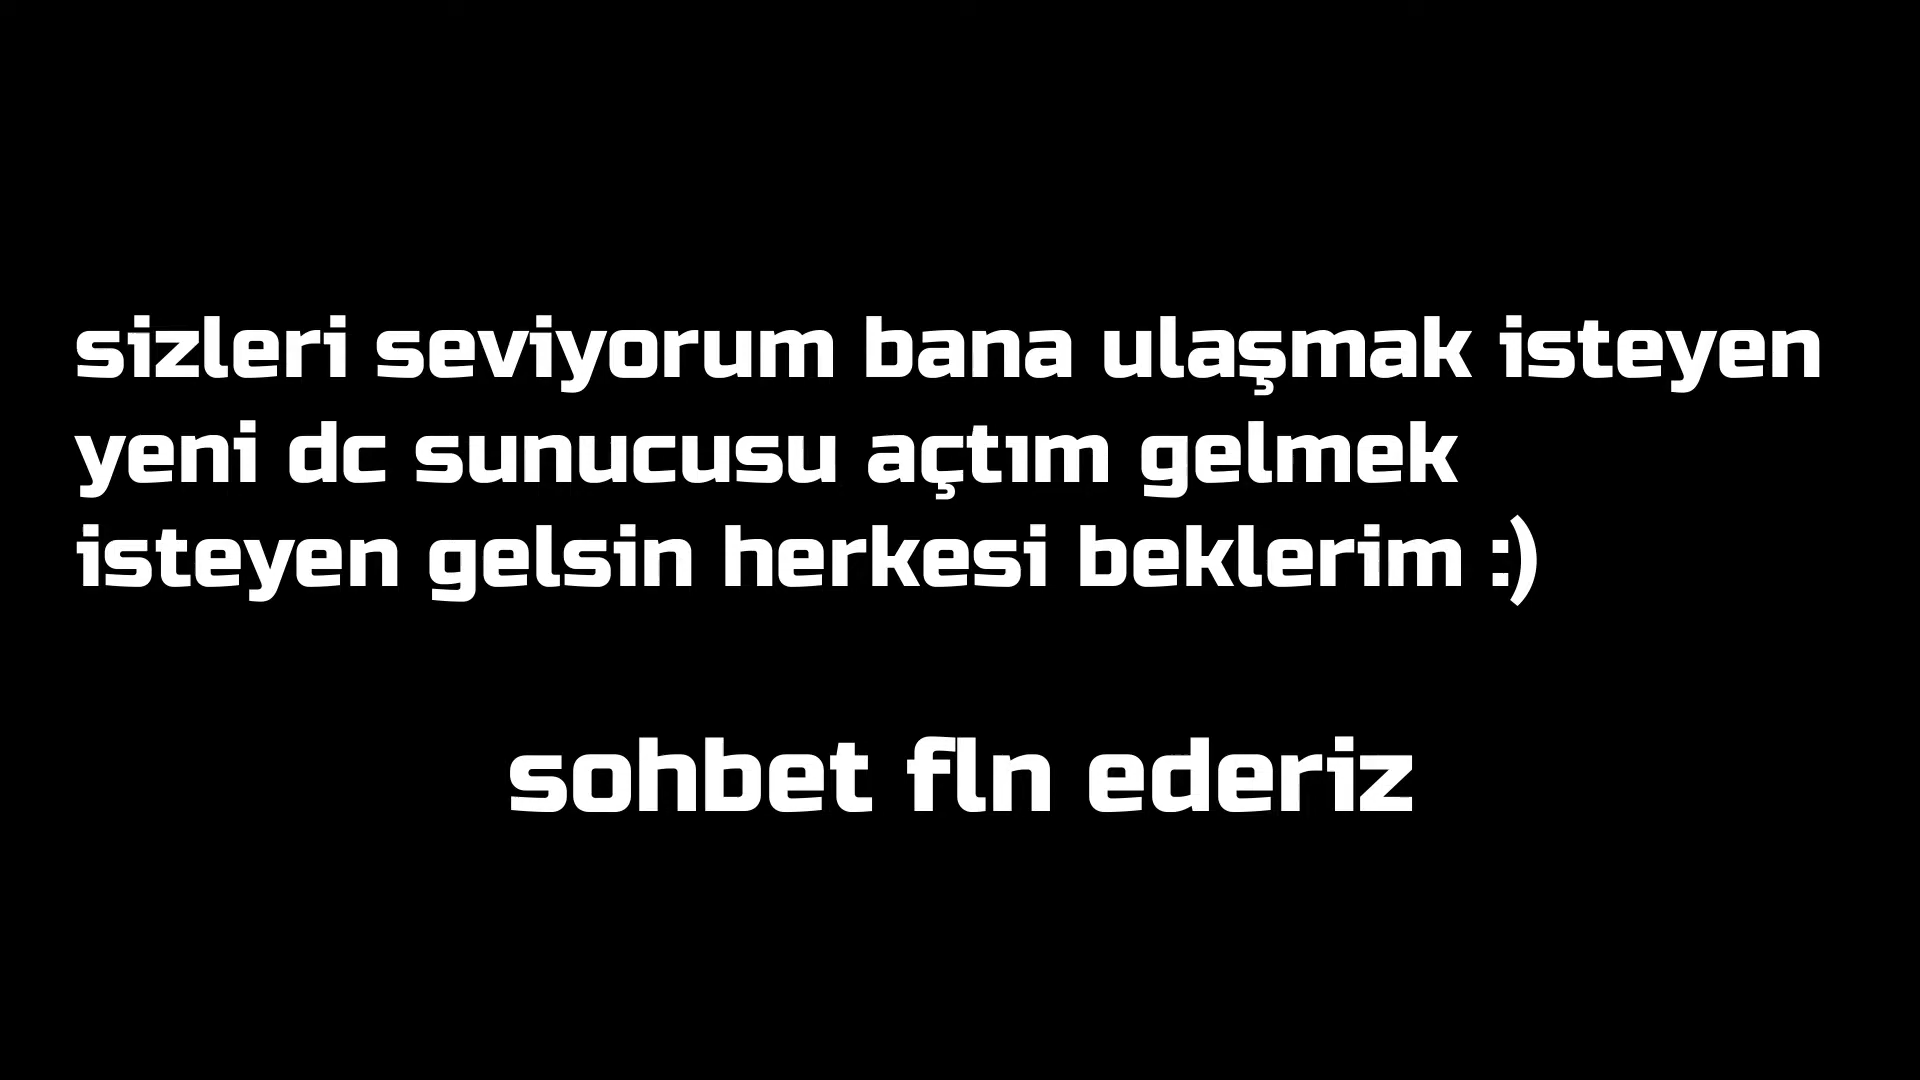 sizleri seviyorum bana ulaşmak isteyen
yeni dc sunucusu açtım gelmek
isteyen gelsin herkesi beklerim :)
sohbet fln ederiz